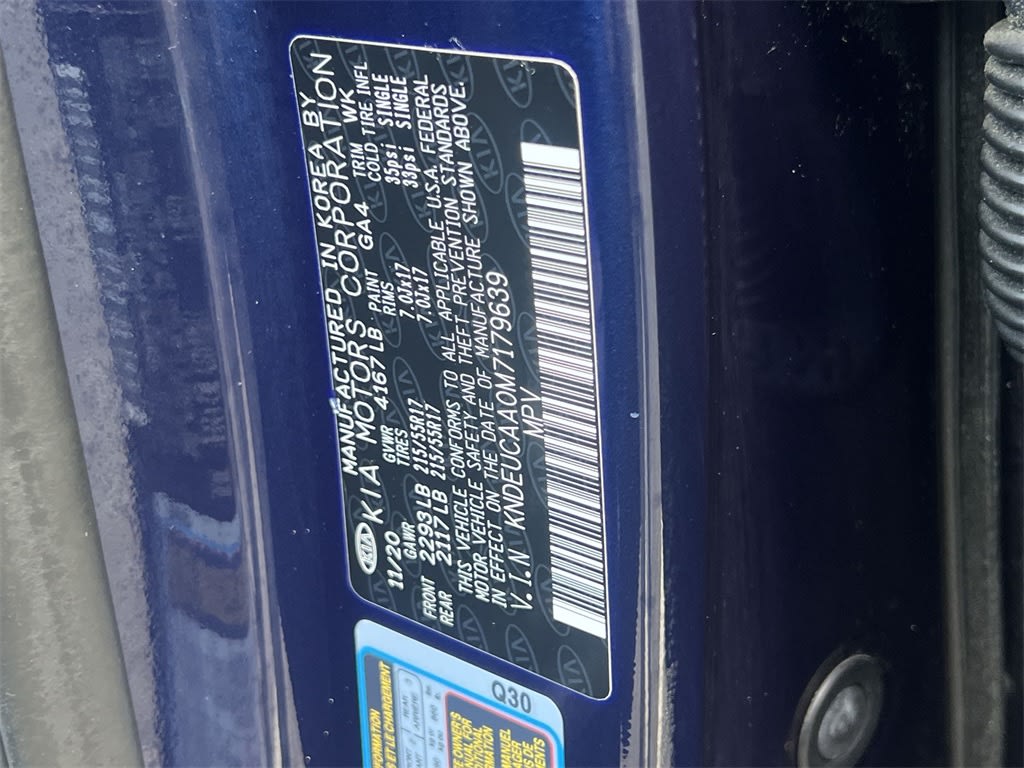 MANUFACTURED IN KOREA BY
KIA KIA MOTORS CORPORATION
11/20 GVWR 4167LB PAINT GA4 TRIM WK
GAWR TIRES RIMS COLD TIRE INFL
FRONT 2293LB 215/55R17 7.0Jx17 35psi SINGLE
REAR 2117LB 215/55R17 7.0Jx17 33psi SINGLE
THIS VEHICLE CONFORMS TO ALL APPLICABLE U.S.A. FEDERAL
MOTOR VEHICLE SAFETY AND THEFT PREVENTION STANDARDS
IN EFFECT ON THE DATE OF MANUFACTURE SHOWN ABOVE.
V.I.N KNDEUCAA0M7179639
MPV
KIA
Q30